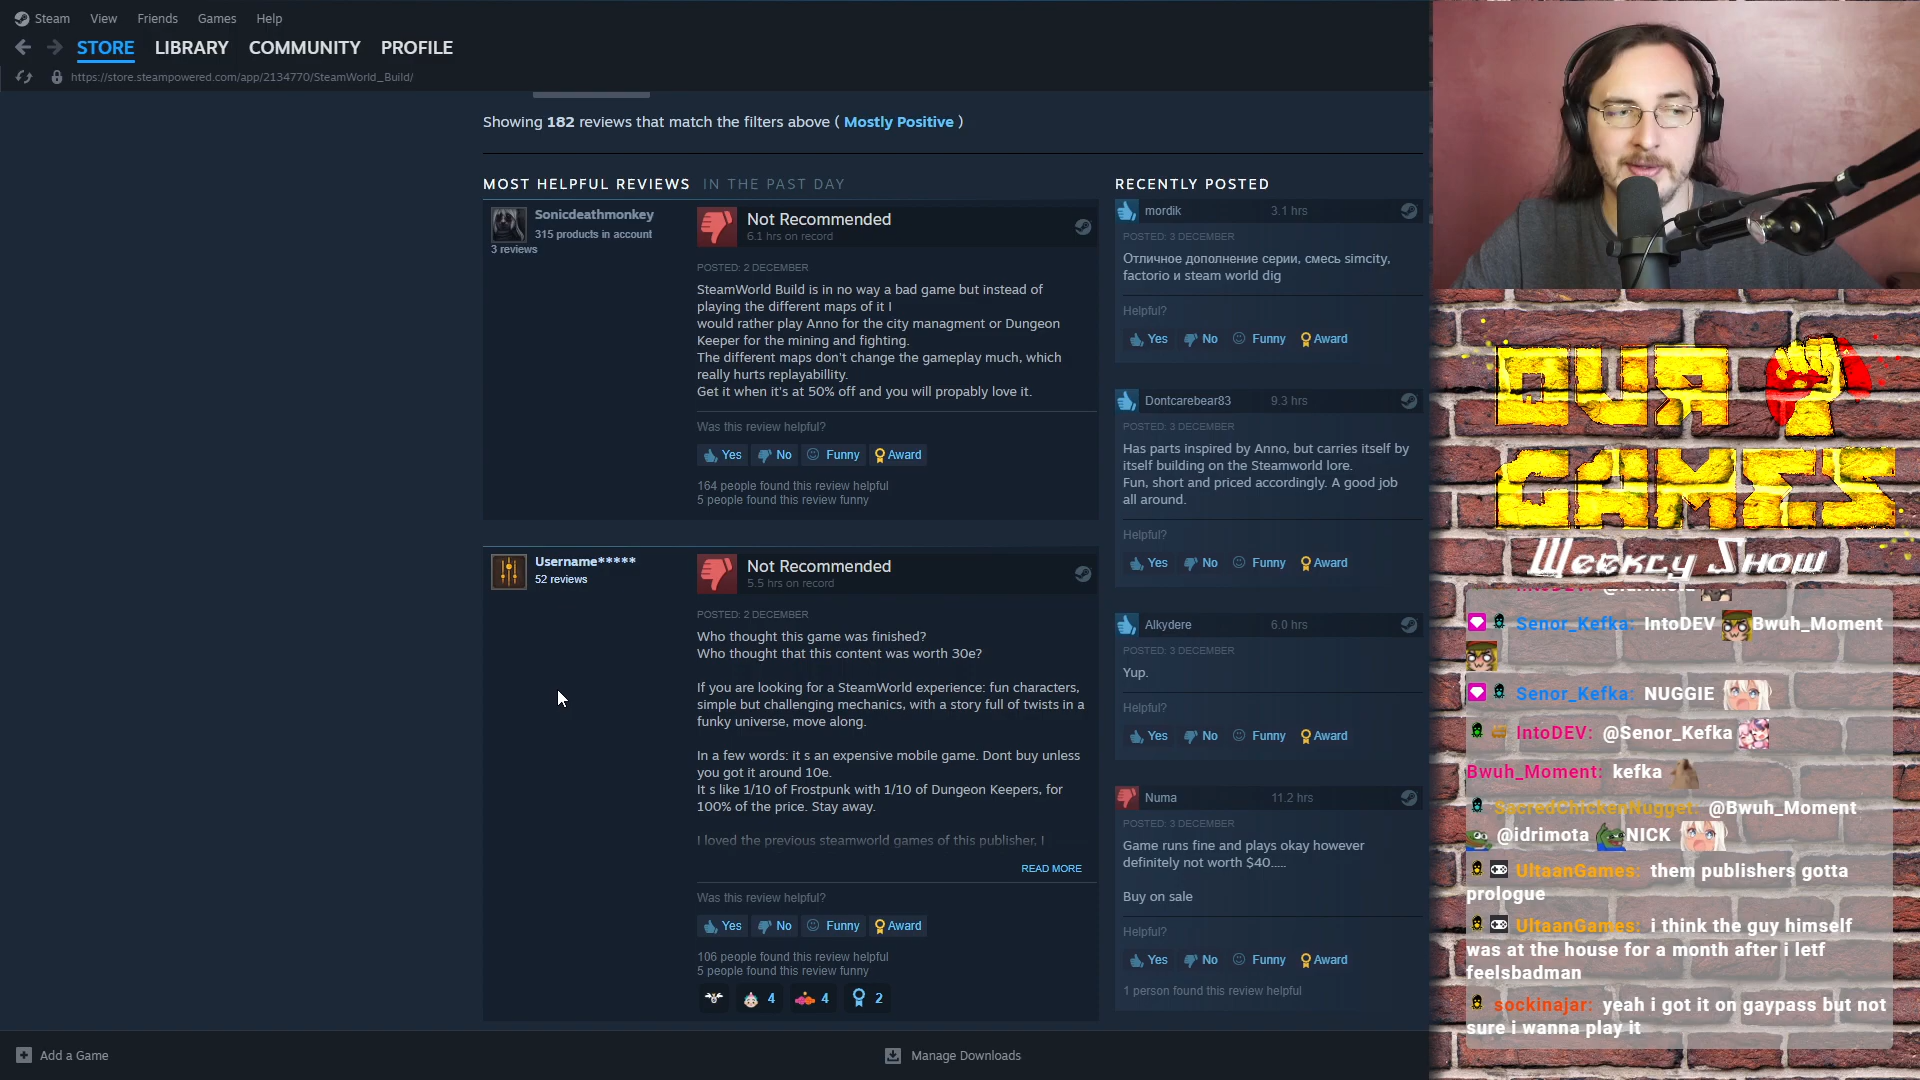 Steam View Friends Games Help
STORE LIBRARY COMMUNITY PROFILE
https://store.steampowered.com/app/2134770/SteamWorld_Build/
Showing 182 reviews that match the filters above ( Mostly Positive )
MOST HELPFUL REVIEWS IN THE PAST DAY
Sonicdeathmonkey
315 products in account
3 reviews
Not Recommended
6.1 hrs on record
POSTED: 2 DECEMBER
SteamWorld Build is in no way a bad game but instead of
playing the different maps of it I
would rather play Anno for the city managment or Dungeon
Keeper for the mining and fighting.
The different maps don't change the gameplay much, which
really hurts replayability.
Get it when it's at 50% off and you will propably love it.
Was this review helpful?
Yes No Funny Award
164 people found this review helpful
5 people found this review funny
Username*****
52 reviews
Not Recommended
5.5 hrs on record
POSTED: 2 DECEMBER
Who thought this game was finished?
Who thought that this content was worth 30e?
If you are looking for a SteamWorld experience: fun characters,
simple but challenging mechanics, with a story full of twists in a
funky universe, move along.
In a few words: it s an expensive mobile game. Dont buy unless
you got it around 10e.
It s like 1/10 of Frostpunk with 1/10 of Dungeon Keepers, for
100% of the price. Stay away.
I loved the previous steamworld games of this publisher, I
READ MORE
Was this review helpful?
Yes No Funny Award
106 people found this review helpful
5 people found this review funny
4 4 2
RECENTLY POSTED
mordik 3.1 hrs
POSTED: 3 DECEMBER
Отличное дополнение серии, смесь simcity,
factorio и steam world dig
Helpful?
Yes No Funny Award
Dontcarebear83 9.3 hrs
POSTED: 3 DECEMBER
Has parts inspired by Anno, but carries itself by
itself building on the Steamworld lore.
Fun, short and priced accordingly. A good job
all around.
Helpful?
Yes No Funny Award
Alkydere 6.0 hrs
POSTED: 3 DECEMBER
Yup.
Helpful?
Yes No Funny Award
Numa 11.2 hrs
POSTED: 3 DECEMBER
Game runs fine and plays okay however
definitely not worth $40.....
Buy on sale
Helpful?
Yes No Funny Award
1 person found this review helpful
Add a Game
Manage Downloads
OUR
GAMES
Weekly Show
Senor_Kefka: IntoDEV Bwuh_Moment
Senor_Kefka: NUGGIE
IntoDEV: @Senor_Kefka
Bwuh_Moment: kefka
SacredChickenNugget: @Bwuh_Moment
@idrimota NICK
UltaanGames: them publishers gotta
prologue
UltaanGames: i think the guy himself
was at the house for a month after i letf
feelsbadman
sockinajar: yeah i got it on gaypass but not
sure i wanna play it